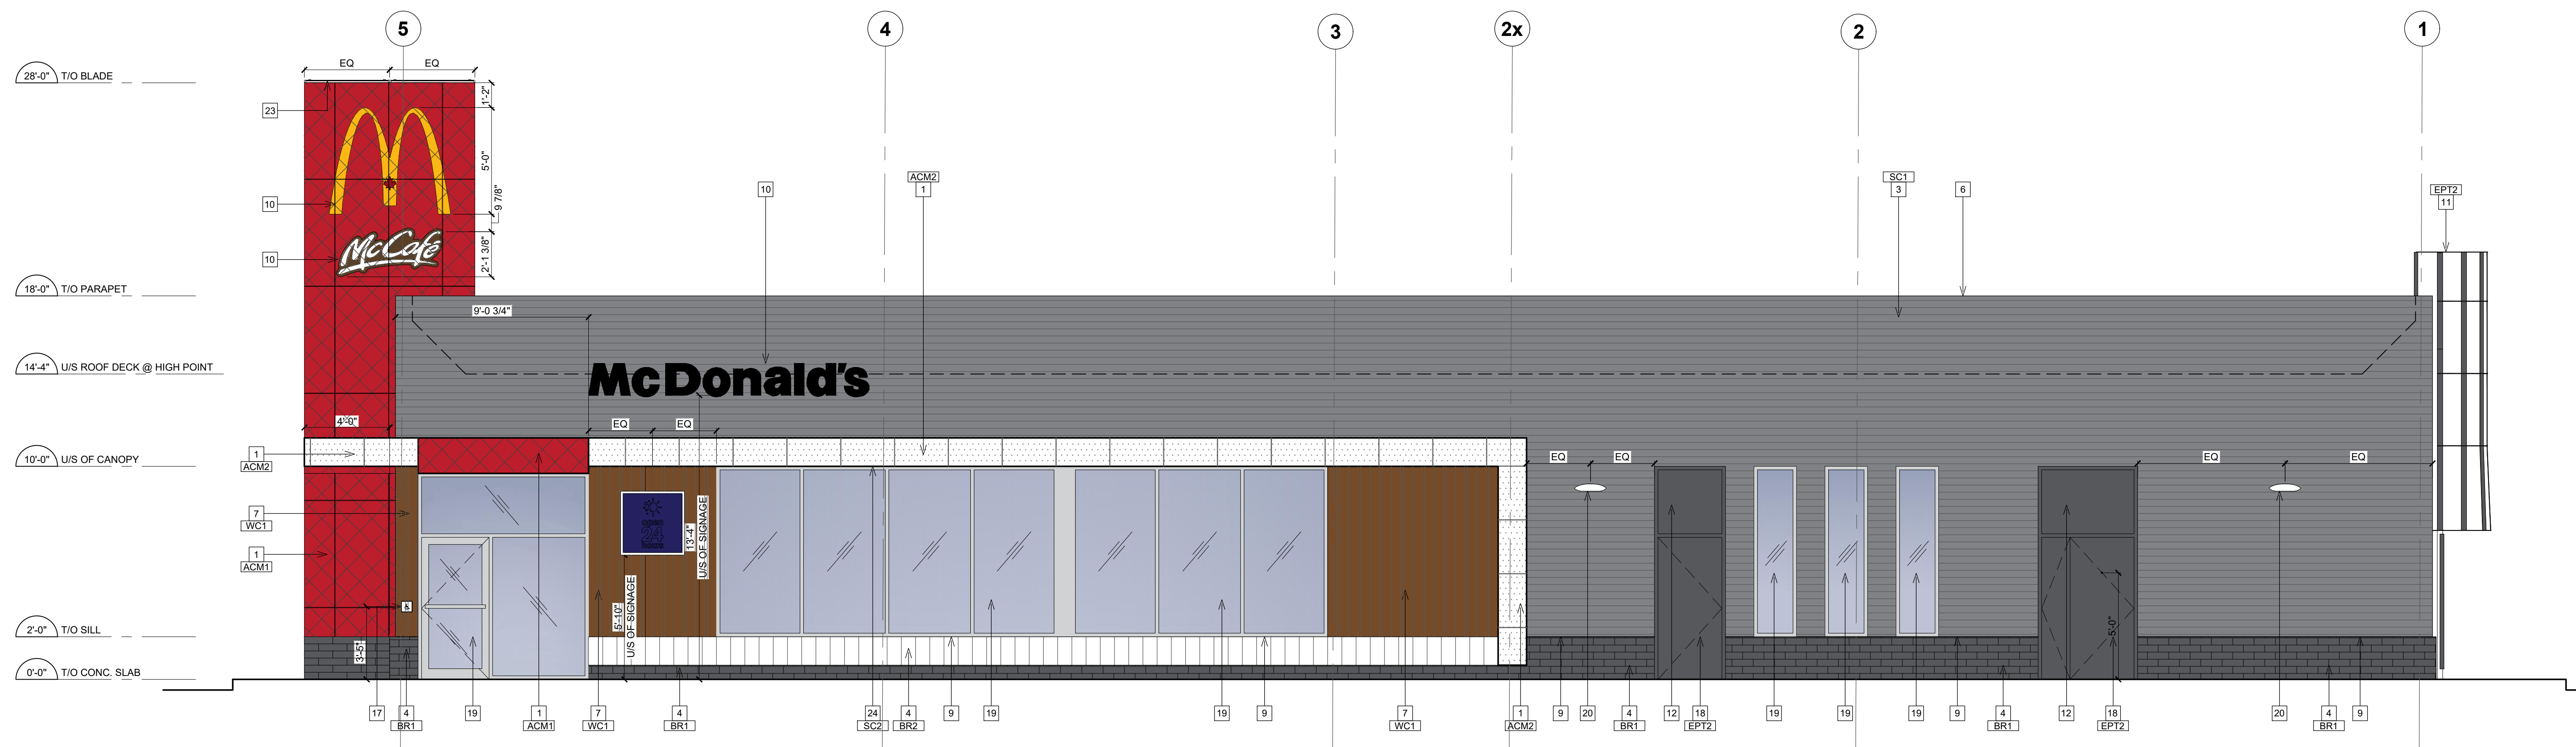 5
4
3
2x
2
1
28'-0" T/O BLADE
EQ
EQ
1'-2"
23
5'-0"
9 7/8"
10
McCafé
10
2'-1 3/8"
10
ACM2
1
SC1
3
6
EPT2
11
18'-0" T/O PARAPET
9'-0 3/4"
14'-4" U/S ROOF DECK @ HIGH POINT
McDonald's
4'-0"
EQ
EQ
10'-0" U/S OF CANOPY
1
ACM2
EQ
EQ
EQ
EQ
7
WC1
open
24
hours
13'-4"
U/S OF SIGNAGE
1
ACM1
5'-10"
U/S OF SIGNAGE
2'-0" T/O SILL
3'-5"
5'-0"
0'-0" T/O CONC. SLAB
17
4
BR1
19
1
ACM1
7
WC1
4
BR1
24
SC2
4
BR2
9
19
19
9
7
WC1
1
ACM2
9
20
4
BR1
12
18
EPT2
19
19
19
9
4
BR1
12
18
EPT2
20
4
BR1
9